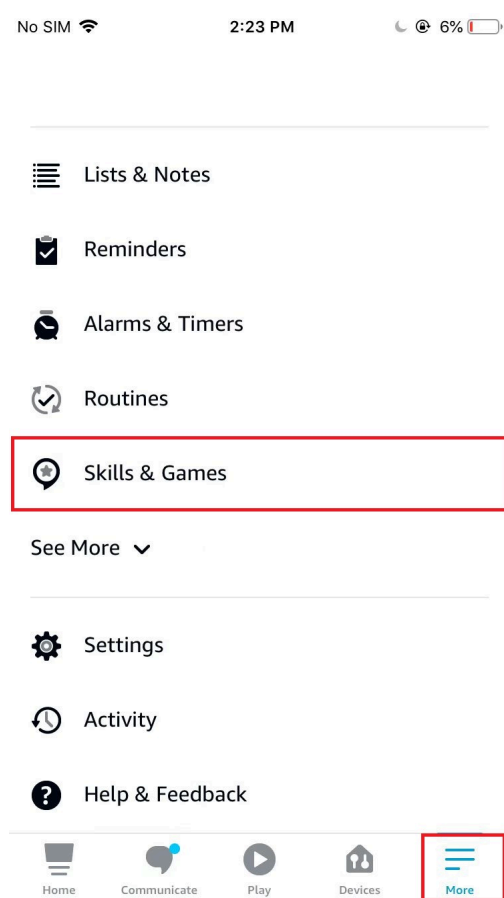 No SIM 2:23 PM 6%
Lists & Notes
Reminders
Alarms & Timers
Routines
Skills & Games
See More
Settings
Activity
Help & Feedback
Home Communicate Play Devices More